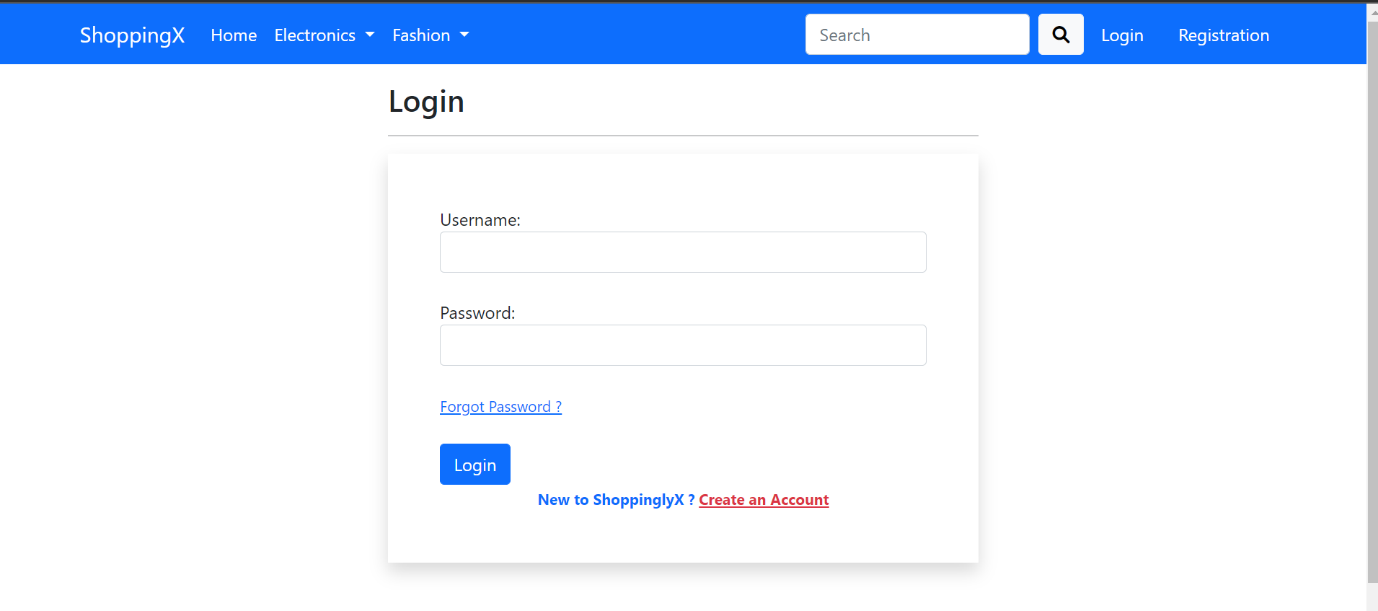 ShoppingX Home Electronics Fashion Search Login Registration
Login
Username:
Password:
Forgot Password ?
Login
New to ShoppinglyX ? Create an Account